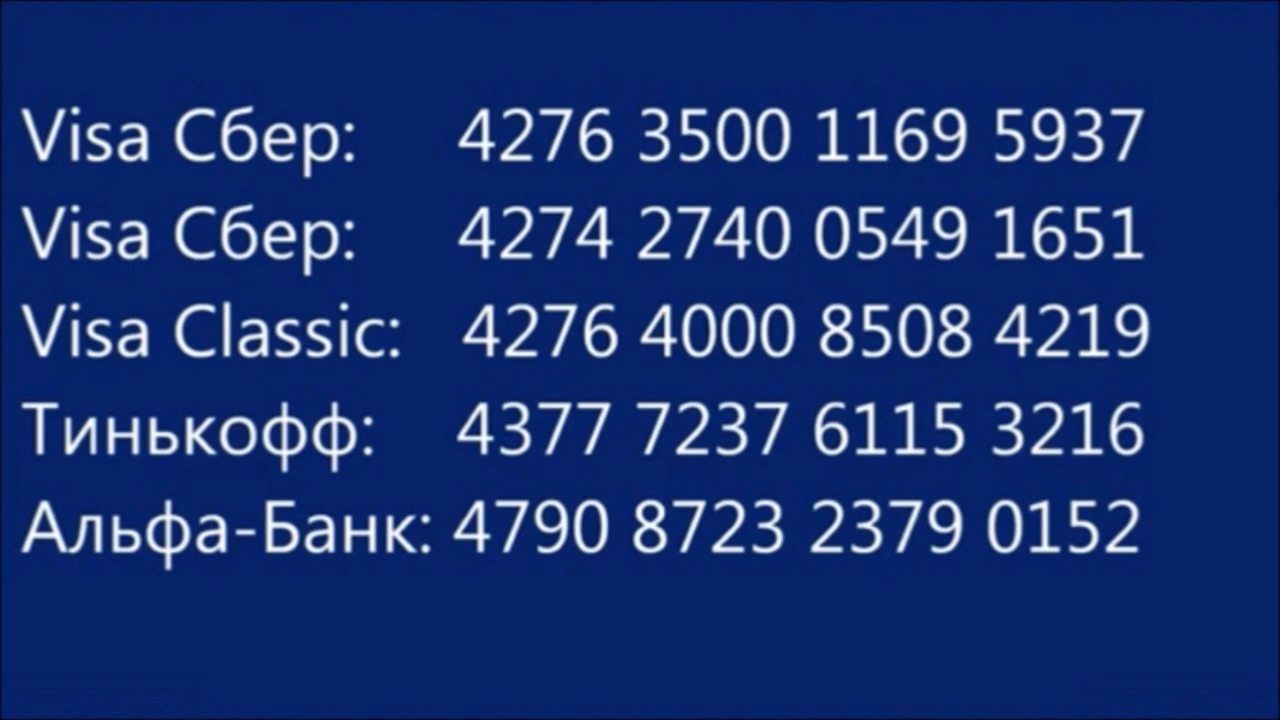 Visa Сбер: 4276 3500 1169 5937
Visa Сбер: 4274 2740 0549 1651
Visa Classic: 4276 4000 8508 4219
Тинькофф: 4377 7237 6115 3216
Альфа-Банк: 4790 8723 2379 0152